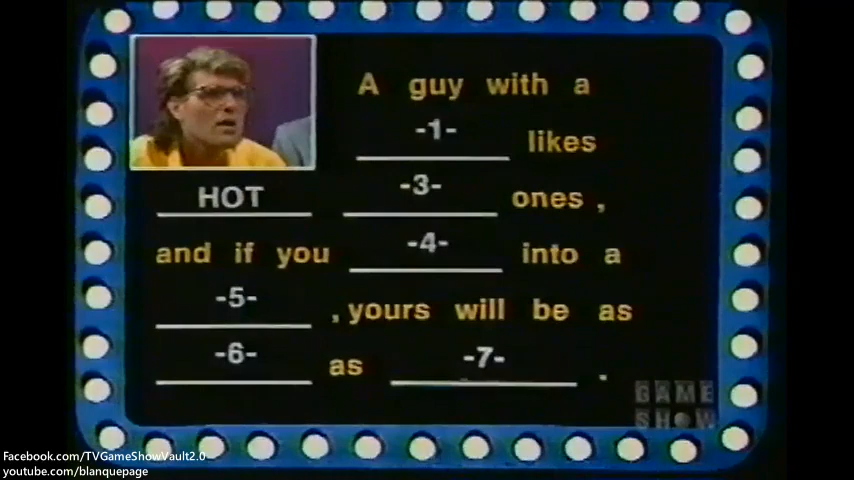 A guy with a
-1- likes
HOT -3- ones,
and if you -4- into a
-5- , yours will be as
-6- as -7- .
GAME
SHOW
Facebook.com/TVGameShowVault2.0
youtube.com/blanquepage